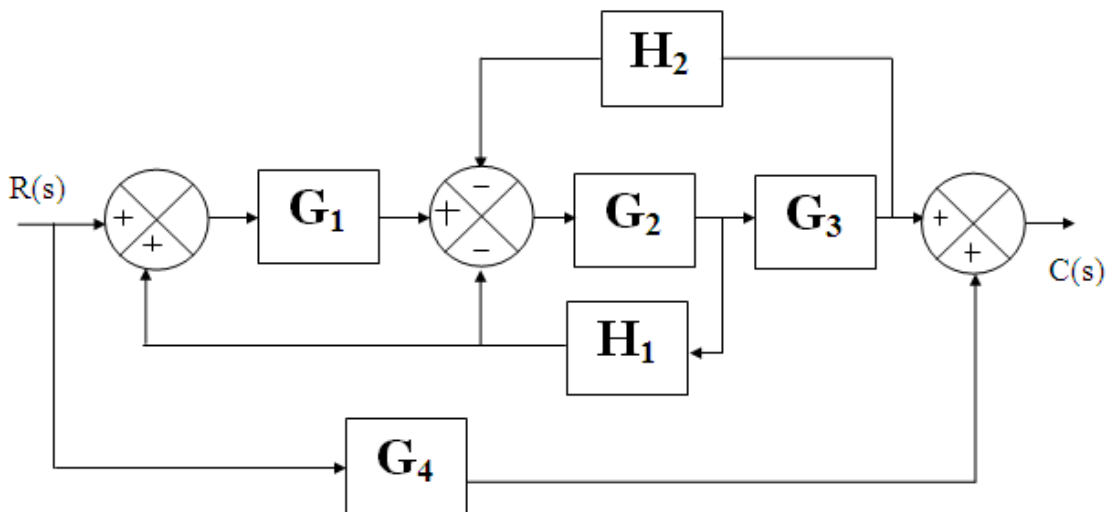 H₂
R(s)
+
+
G₁
+
−
−
G₂
G₃
+
+
C(s)
H₁
G₄